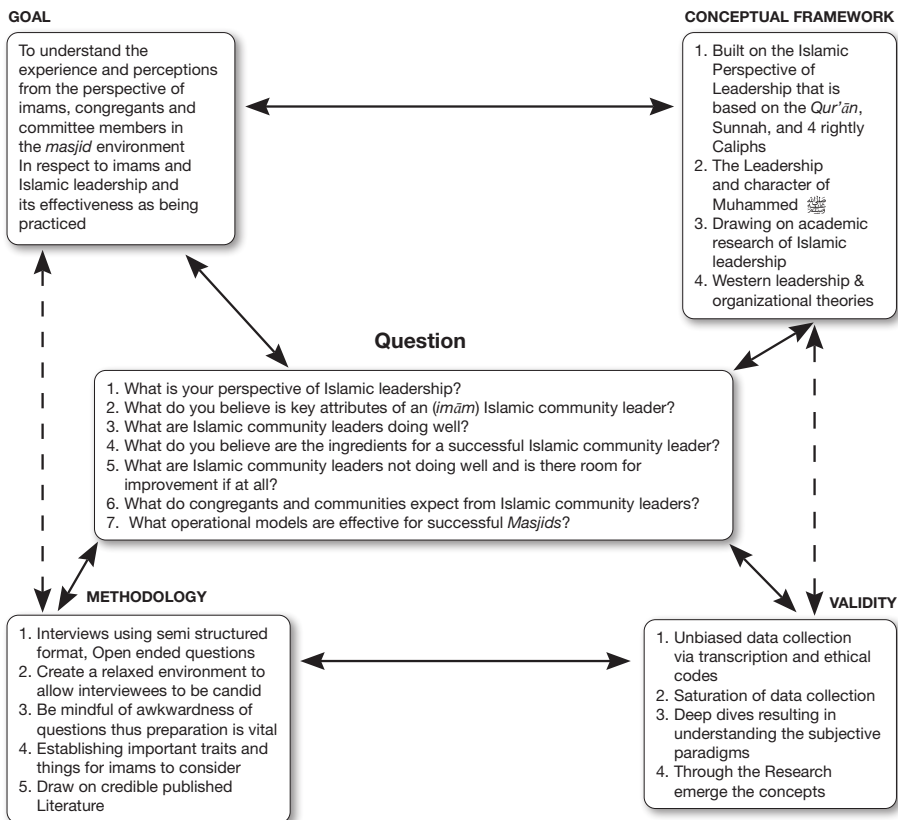 GOAL
To understand the
experience and perceptions
from the perspective of
imams, congregants and
committee members in
the masjid environment
In respect to imams and
Islamic leadership and
its effectiveness as being
practiced
CONCEPTUAL FRAMEWORK
1. Built on the Islamic
Perspective of
Leadership that is
based on the Qur’ān,
Sunnah, and 4 rightly
Caliphs
2. The Leadership
and character of
Muhammed ﷺ
3. Drawing on academic
research of Islamic
leadership
4. Western leadership &
organizational theories
Question
1. What is your perspective of Islamic leadership?
2. What do you believe is key attributes of an (imām) Islamic community leader?
3. What are Islamic community leaders doing well?
4. What do you believe are the ingredients for a successful Islamic community leader?
5. What are Islamic community leaders not doing well and is there room for
improvement if at all?
6. What do congregants and communities expect from Islamic community leaders?
7. What operational models are effective for successful Masjids?
METHODOLOGY
1. Interviews using semi structured
format, Open ended questions
2. Create a relaxed environment to
allow interviewees to be candid
3. Be mindful of awkwardness of
questions thus preparation is vital
4. Establishing important traits and
things for imams to consider
5. Draw on credible published
Literature
VALIDITY
1. Unbiased data collection
via transcription and ethical
codes
2. Saturation of data collection
3. Deep dives resulting in
understanding the subjective
paradigms
4. Through the Research
emerge the concepts